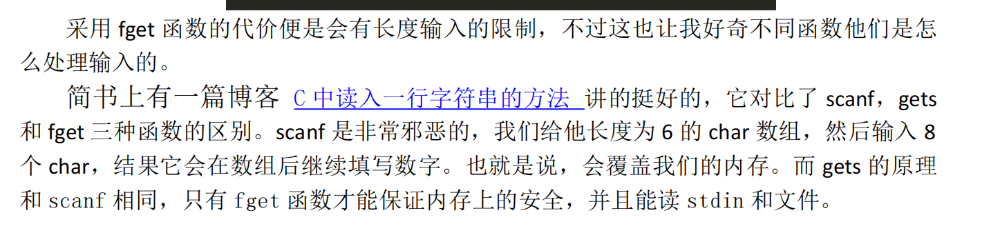 采用 fget 函数的代价便是会有长度输入的限制，不过这也让我好奇不同函数他们是怎
么处理输入的。
简书上有一篇博客 C 中读入一行字符串的方法 讲的挺好的，它对比了 scanf，gets
和 fget 三种函数的区别。scanf 是非常邪恶的，我们给他长度为 6 的 char 数组，然后输入 8
个 char，结果它会在数组后继续填写数字。也就是说，会覆盖我们的内存。而 gets 的原理
和 scanf 相同，只有 fget 函数才能保证内存上的安全，并且能读 stdin 和文件。